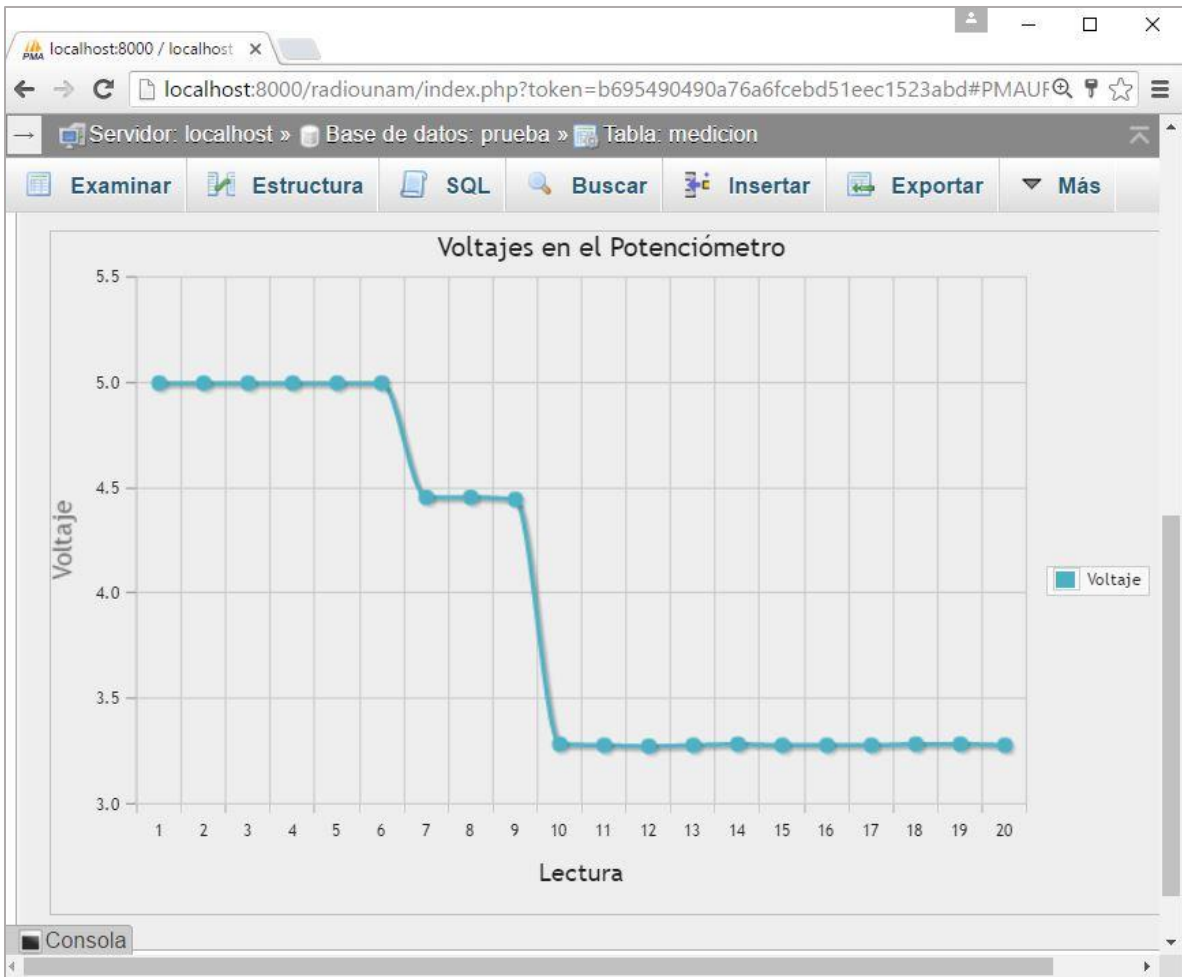 localhost:8000 / localhost
localhost:8000/radiounam/index.php?token=b695490490a76a6fcebd51eec1523abd#PMAUF
Servidor: localhost » Base de datos: prueba » Tabla: medicion
Examinar Estructura SQL Buscar Insertar Exportar Más
Voltajes en el Potenciómetro
5.5
5.0
4.5
4.0
3.5
3.0
Voltaje
Voltaje
1 2 3 4 5 6 7 8 9 10 11 12 13 14 15 16 17 18 19 20
Lectura
Consola